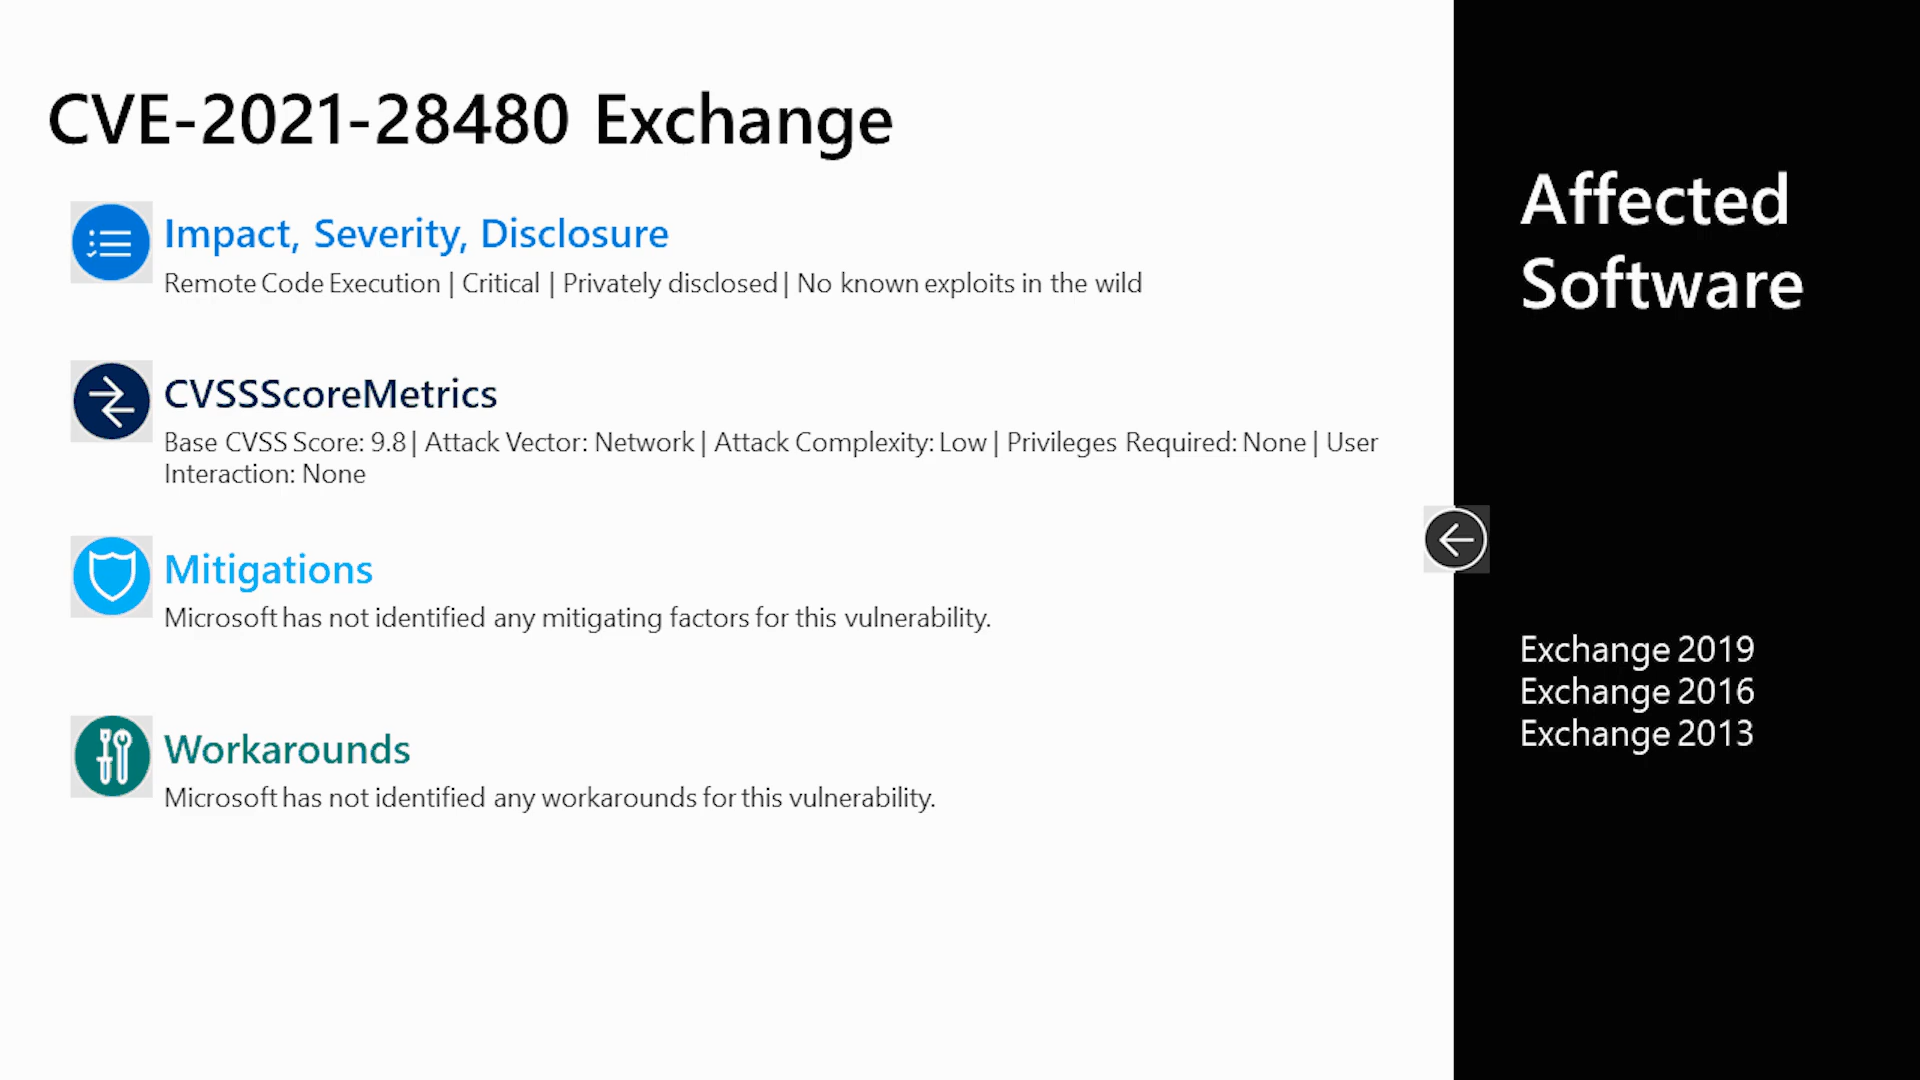 CVE-2021-28480 Exchange
Impact, Severity, Disclosure
Remote Code Execution | Critical | Privately disclosed | No known exploits in the wild
CVSSScoreMetrics
Base CVSS Score: 9.8 | Attack Vector: Network | Attack Complexity: Low | Privileges Required: None | User
Interaction: None
Mitigations
Microsoft has not identified any mitigating factors for this vulnerability.
Workarounds
Microsoft has not identified any workarounds for this vulnerability.
Affected
Software
Exchange 2019
Exchange 2016
Exchange 2013